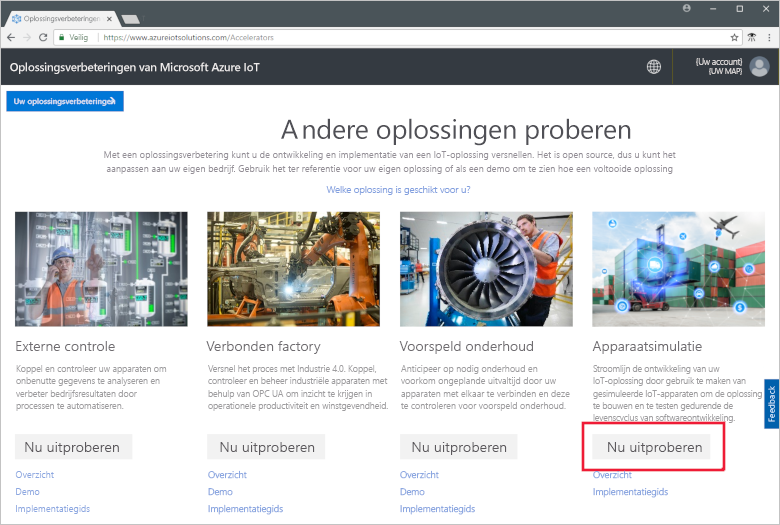 Oplossingsverbeteringen
Veilig
https://www.azureiotsolutions.com/Accelerators
Oplossingsverbeteringen van Microsoft Azure IoT
{Uw account}
{UW MAP}
Uw oplossingsverbeteringen
Andere oplossingen proberen
Met een oplossingsverbetering kunt u de ontwikkeling en implementatie van een IoT-oplossing versnellen. Het is open source, dus u kunt het
aanpassen aan uw eigen bedrijf. Gebruik het ter referentie voor uw eigen oplossing of als een demo om te zien hoe een voltooide oplossing
Welke oplossing is geschikt voor u?
Externe controle
Koppel en controleer uw apparaten om
onbenutte gegevens te analyseren en
verbeter bedrijfsresultaten door
processen te automatiseren.
Nu uitproberen
Overzicht
Demo
Implementatiegids
Verbonden factory
Versnel het proces met Industrie 4.0. Koppel,
controleer en beheer industriële apparaten met
behulp van OPC UA om inzicht te krijgen in
operationele productiviteit en winstgevendheid.
Nu uitproberen
Overzicht
Demo
Implementatiegids
Voorspeld onderhoud
Anticipeer op nodig onderhoud en
voorkom ongeplande uitvaltijd door uw
apparaten met elkaar te verbinden en deze
te controleren voor voorspeld onderhoud.
Nu uitproberen
Overzicht
Demo
Implementatiegids
Apparaatsimulatie
Stroomlijn de ontwikkeling van uw
IoT-oplossing door gebruik te maken van
gesimuleerde IoT-apparaten om de oplossing
te bouwen en te testen gedurende de
levenscyclus van softwareontwikkeling.
Nu uitproberen
Overzicht
Implementatiegids
Feedback